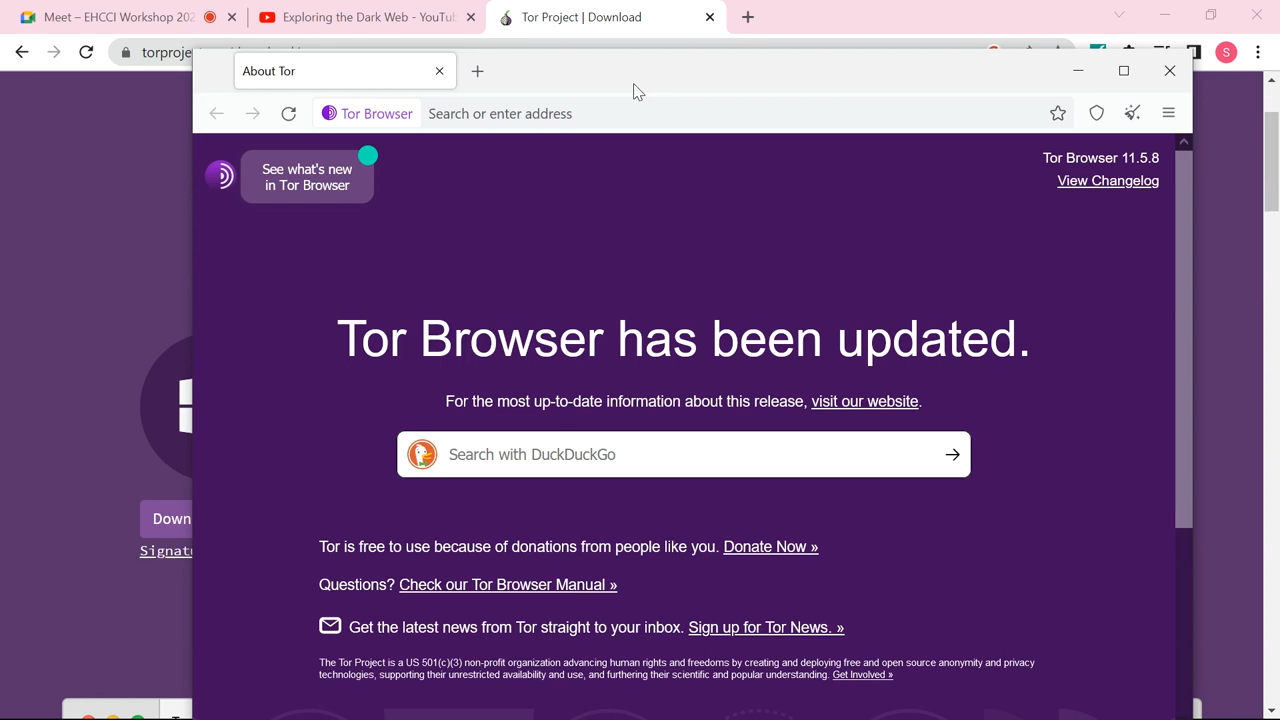 Meet – EHCCI Workshop 202
Exploring the Dark Web - YouTub
Tor Project | Download
torproje
S
About Tor
Tor Browser
Search or enter address
See what's new
in Tor Browser
Tor Browser 11.5.8
View Changelog
Tor Browser has been updated.
For the most up-to-date information about this release, visit our website.
Search with DuckDuckGo
Down
Signatu
Tor is free to use because of donations from people like you. Donate Now »
Questions? Check our Tor Browser Manual »
Get the latest news from Tor straight to your inbox. Sign up for Tor News. »
The Tor Project is a US 501(c)(3) non-profit organization advancing human rights and freedoms by creating and deploying free and open source anonymity and privacy
technologies, supporting their unrestricted availability and use, and furthering their scientific and popular understanding. Get Involved »